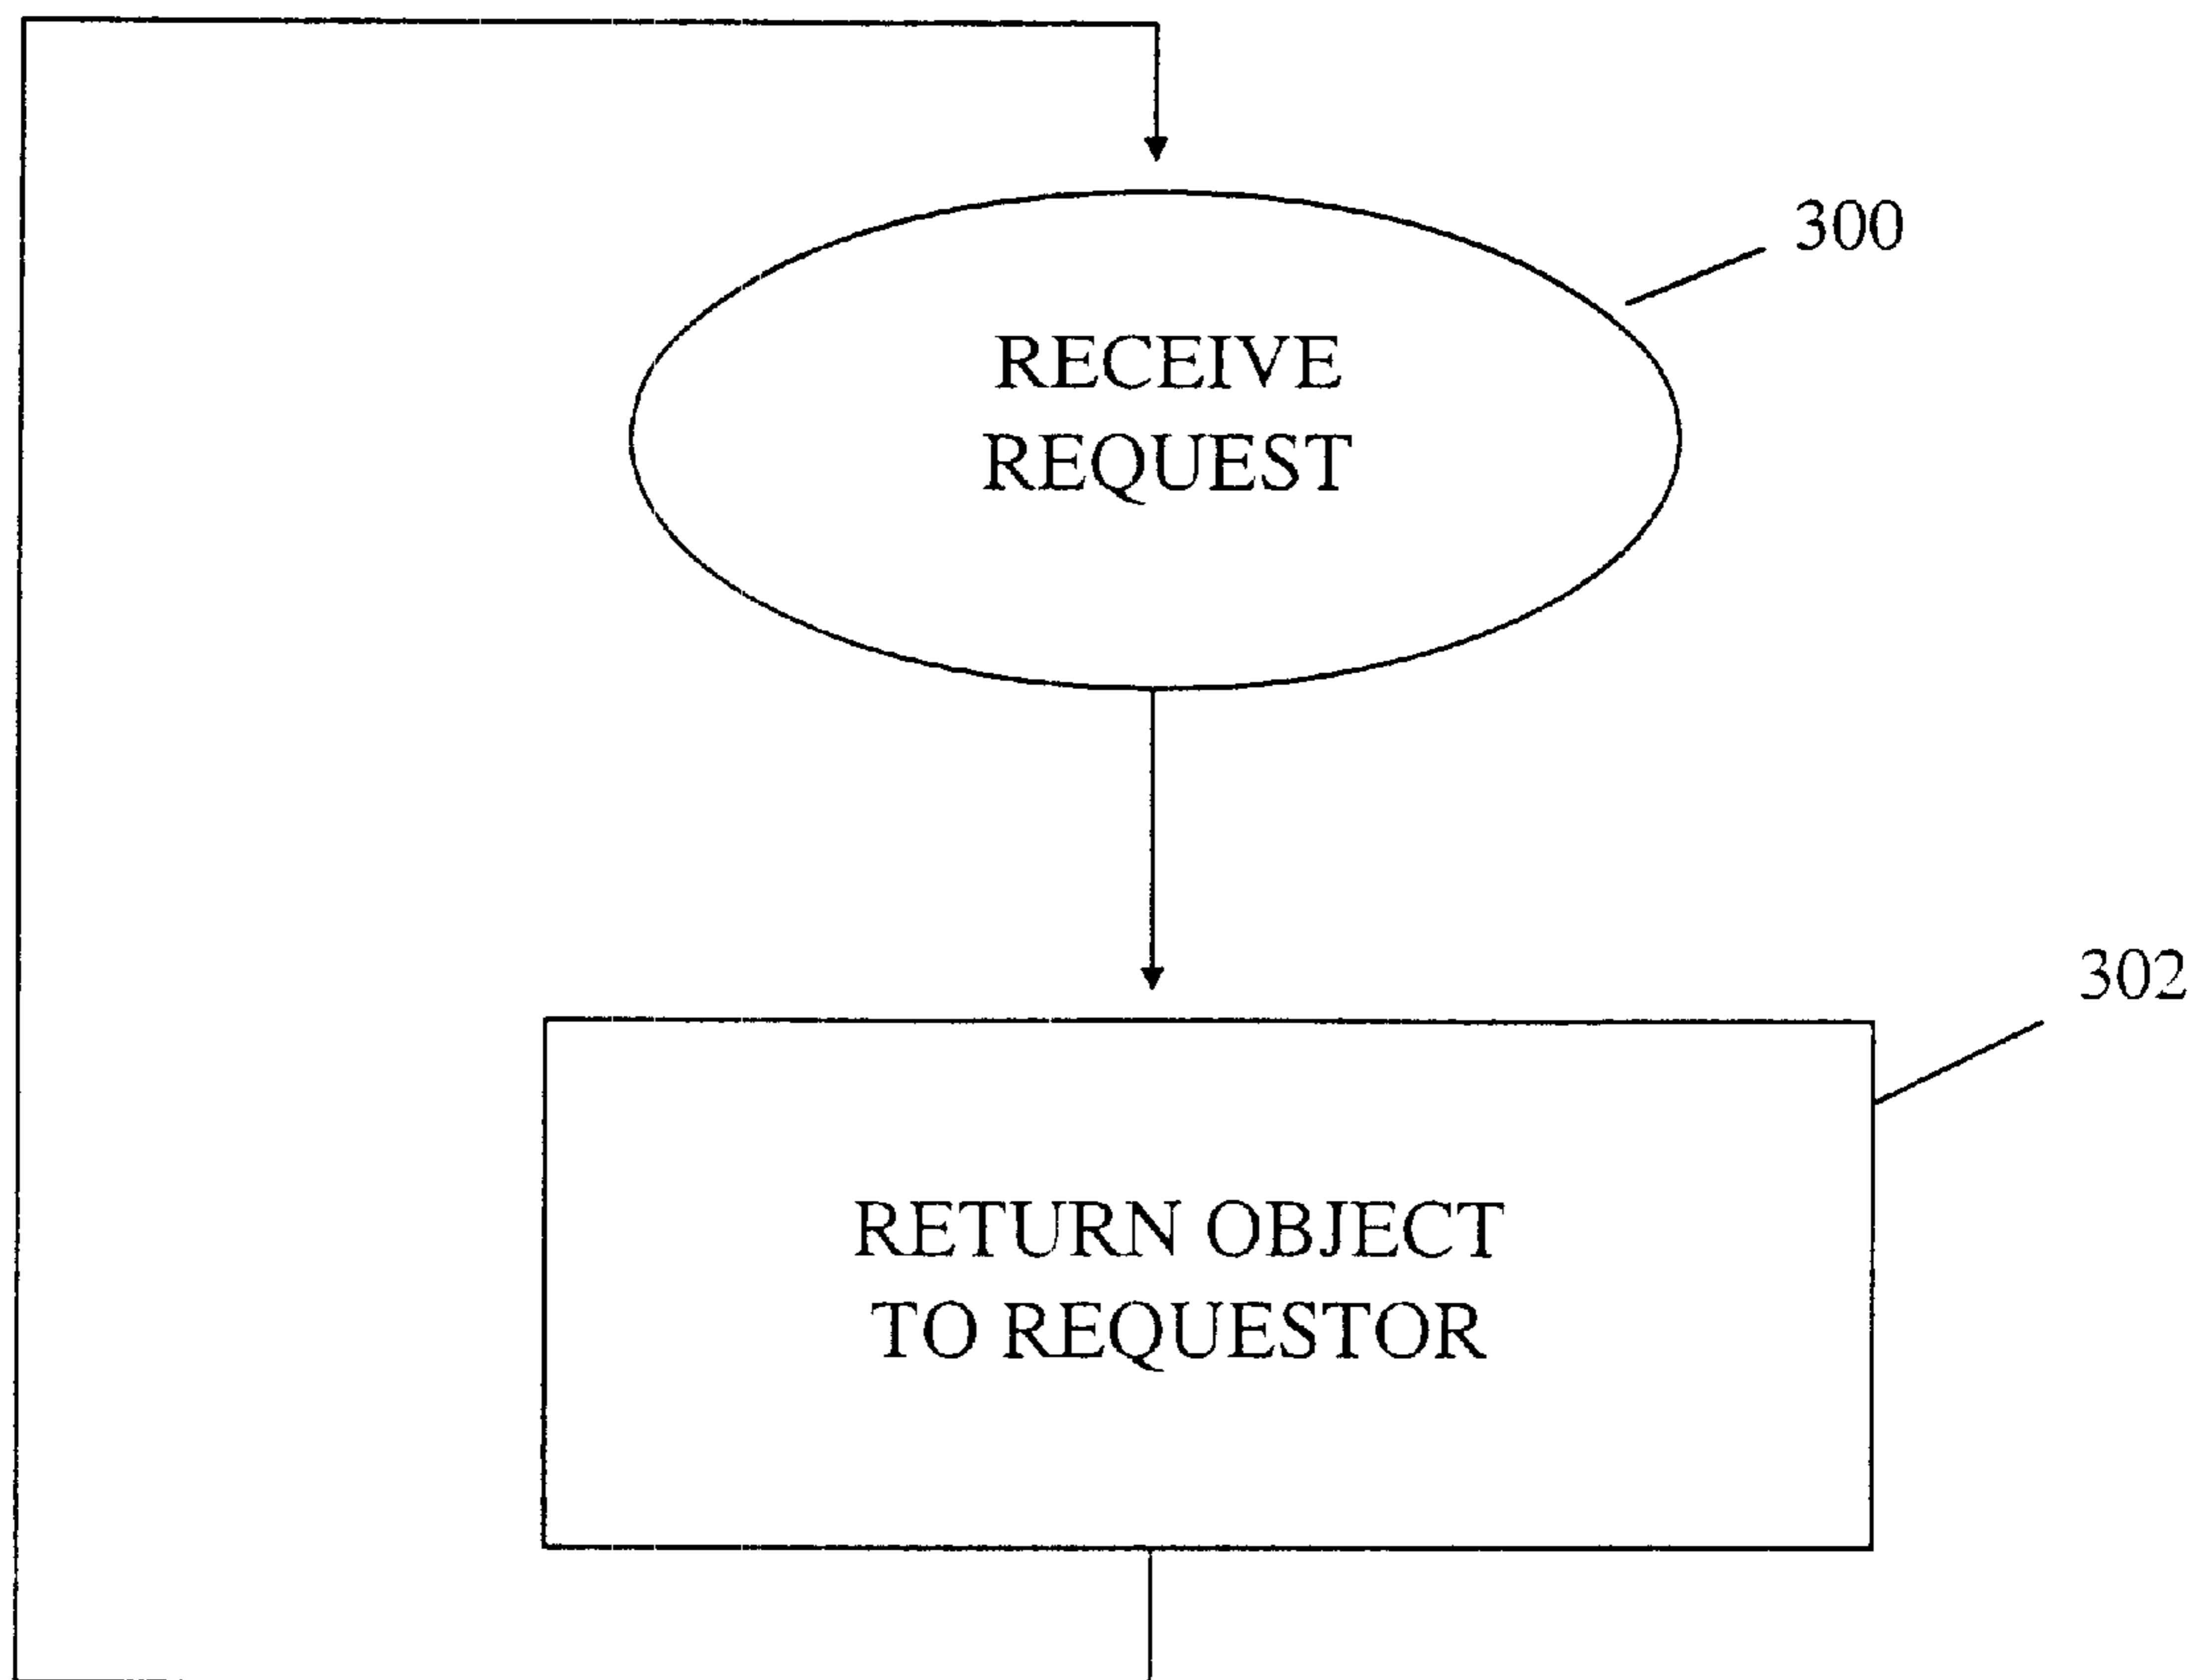 300
RECEIVE
REQUEST
302
RETURN OBJECT
TO REQUESTOR